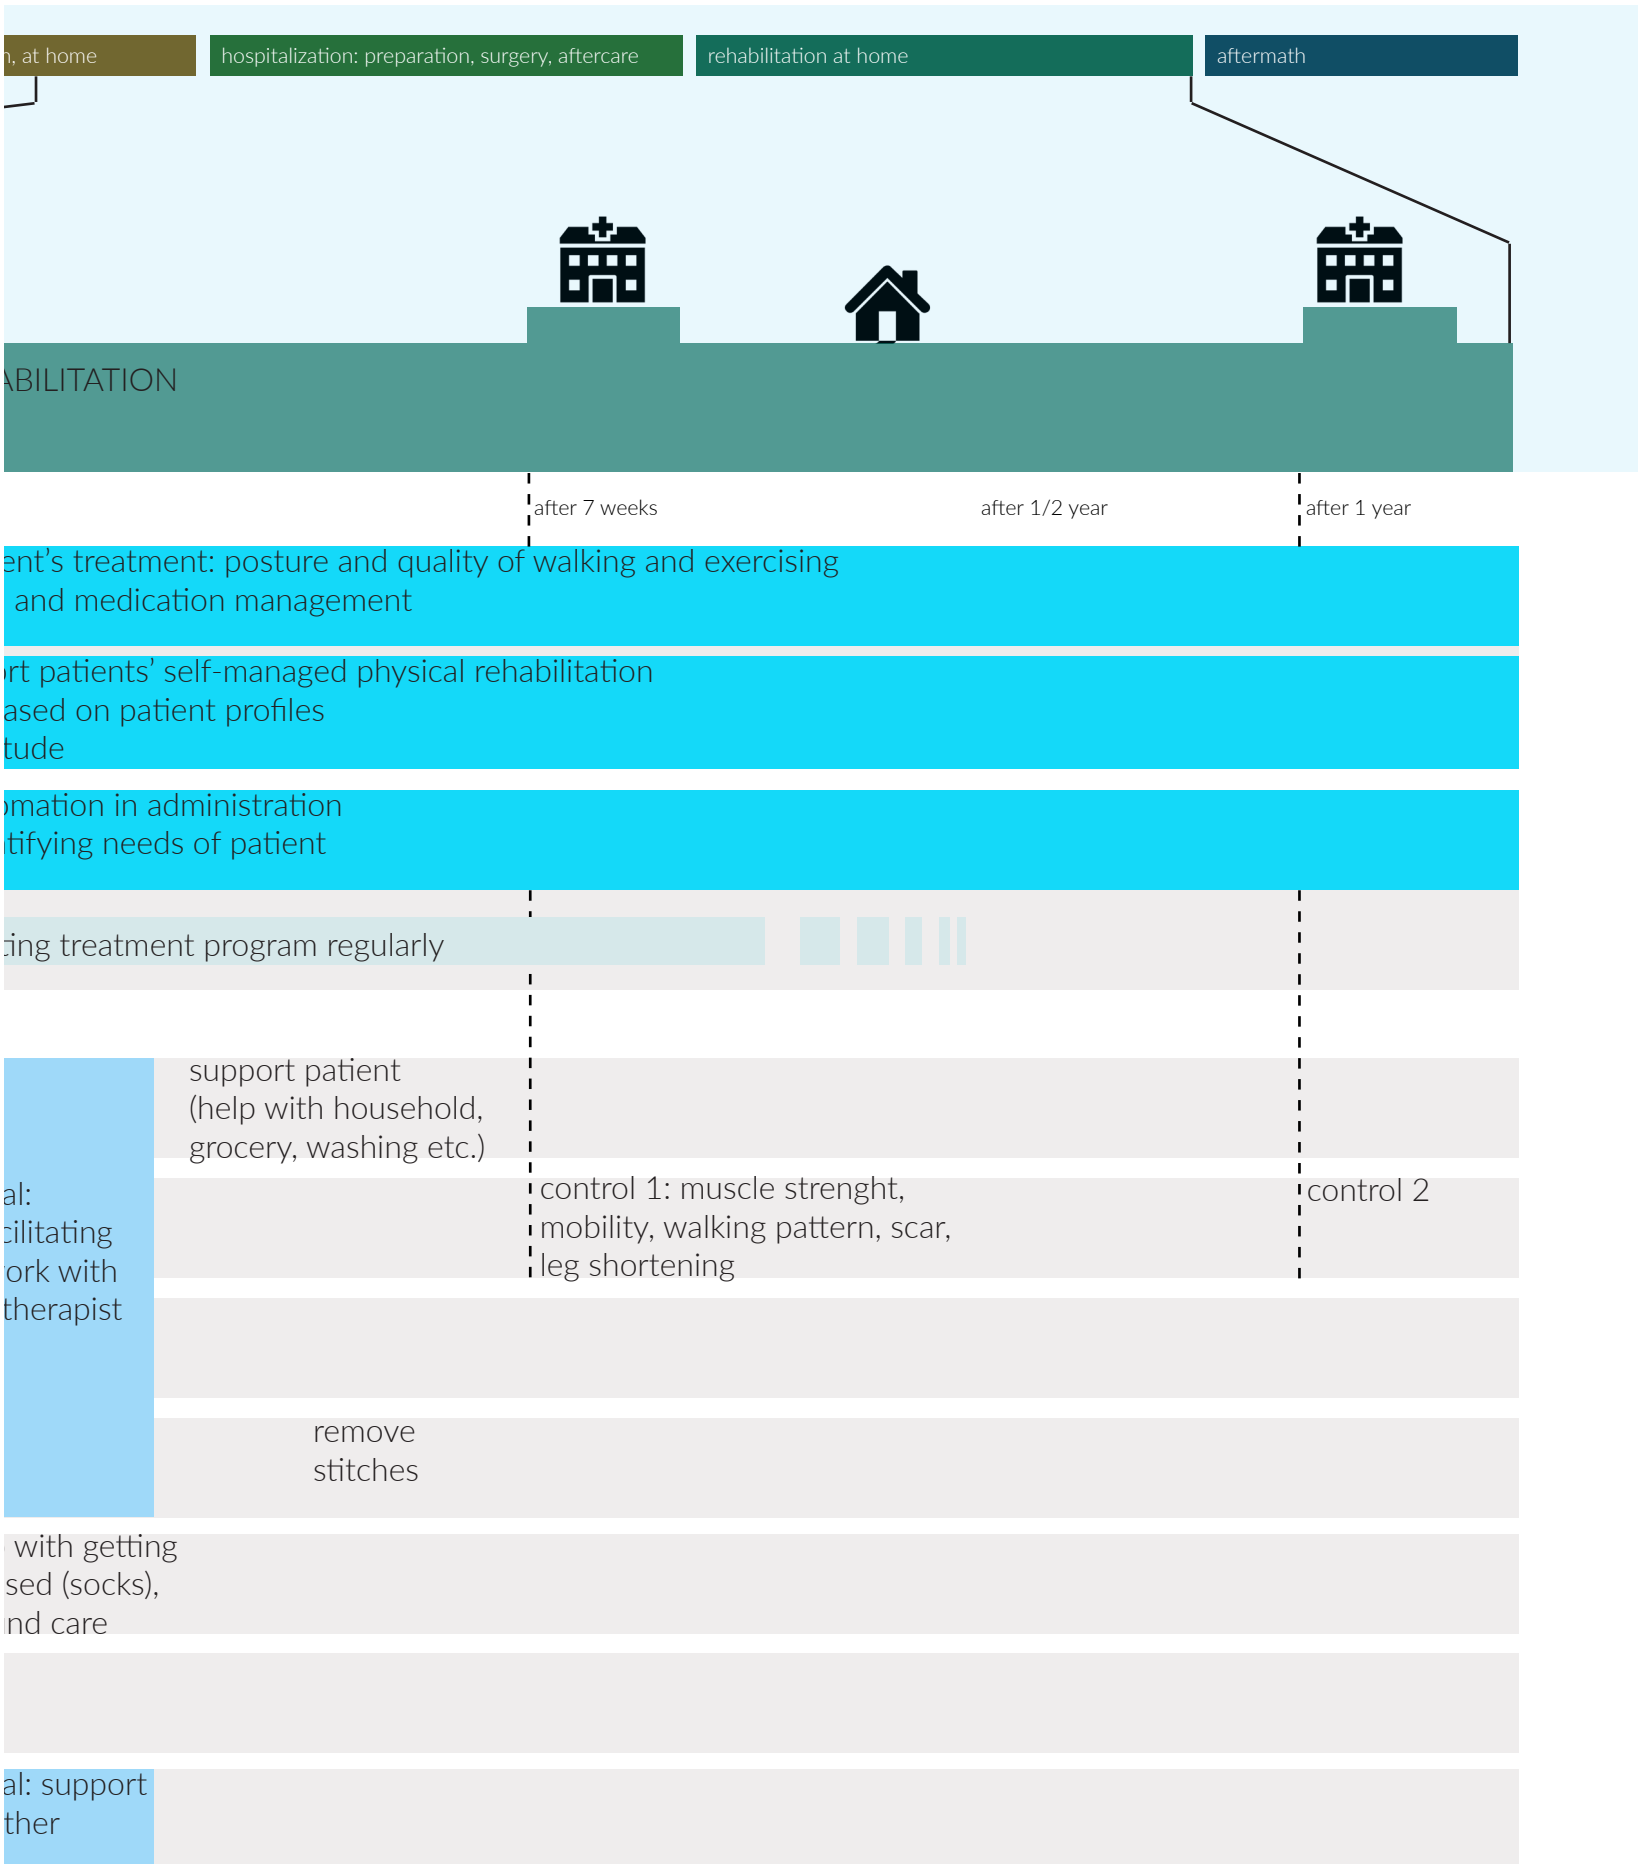 at home
hospitalization: preparation, surgery, aftercare
rehabilitation at home
aftermath
ABILITATION
after 7 weeks
after 1/2 year
after 1 year
ent’s treatment: posture and quality of walking and exercising
and medication management
rt patients’ self-managed physical rehabilitation
ased on patient profiles
tude
omation in administration
tifying needs of patient
ting treatment program regularly
support patient
(help with household,
grocery, washing etc.)
al:
cilitating
ork with
therapist
control 1: muscle strenght,
mobility, walking pattern, scar,
leg shortening
control 2
remove
stitches
with getting
sed (socks),
nd care
al: support
ther